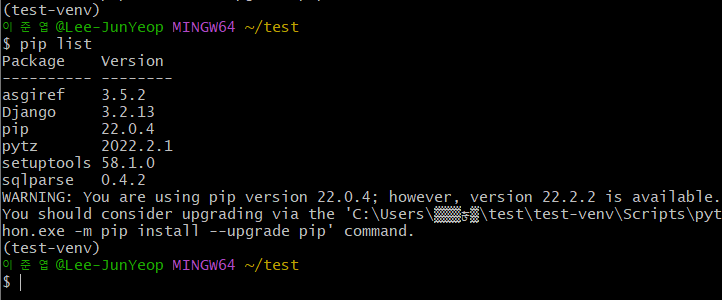 (test-venv)
이 준 엽 @Lee-JunYeop MINGW64 ~/test
$ pip list
Package    Version
---------- --------
asgiref    3.5.2
Django     3.2.13
pip        22.0.4
pytz       2022.2.1
setuptools 58.1.0
sqlparse   0.4.2
WARNING: You are using pip version 22.0.4; however, version 22.2.2 is available.
You should consider upgrading via the 'C:\Users\▒▒▒\test\test-venv\Scripts\pyt
hon.exe -m pip install --upgrade pip' command.
(test-venv)
이 준 엽 @Lee-JunYeop MINGW64 ~/test
$